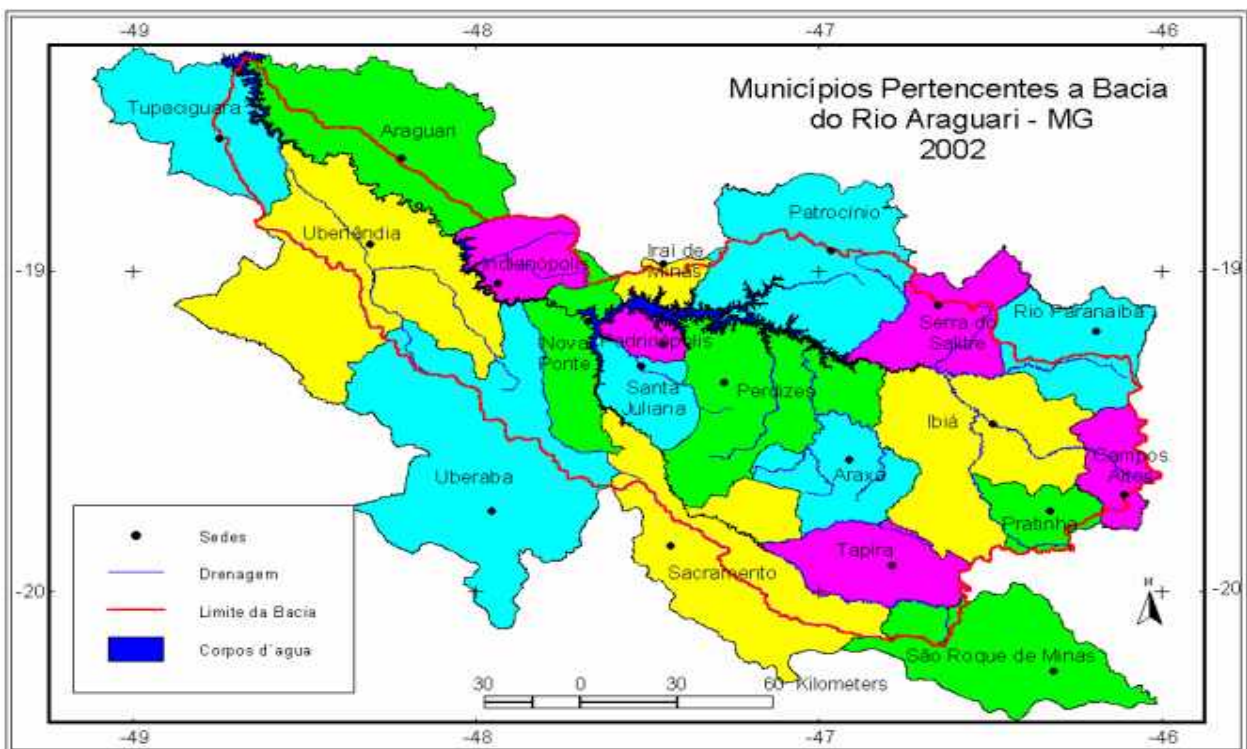 -49
-48
-47
-46
Municípios Pertencentes a Bacia
do Rio Araguari - MG
2002
Tupaciguara
Araguari
Patrocínio
Uberlândia
Indianópolis
Iraí de
Minas
-19
-19
Rio Paranaíba
Serra do
Salitre
Nova
Ponte
Pedrinópolis
Santa
Juliana
Perdizes
Ibiá
Campos
Altos
Araxá
Uberaba
Pratinha
Tapira
Sacramento
São Roque de Minas
Sedes
Drenagem
Limite da Bacia
Corpos d´agua
-20
-20
N
30 0 30 60 Kilometers
-49
-48
-47
-46